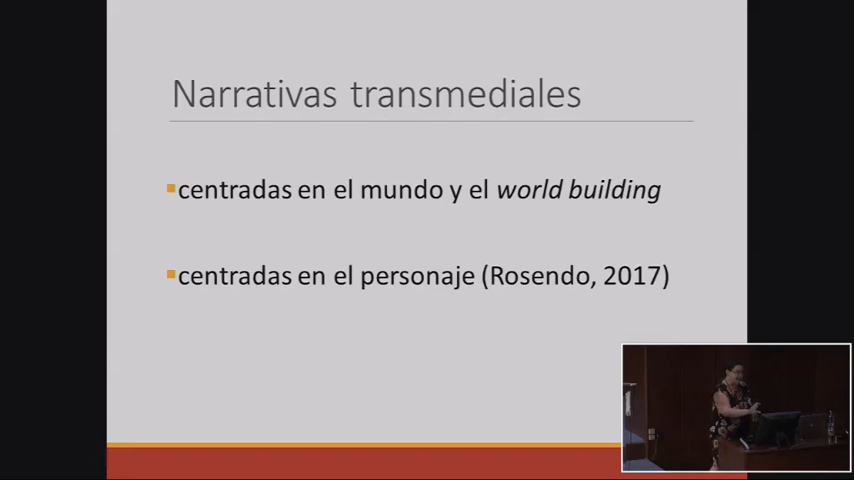 Narrativas transmediales
centradas en el mundo y el world building
centradas en el personaje (Rosendo, 2017)